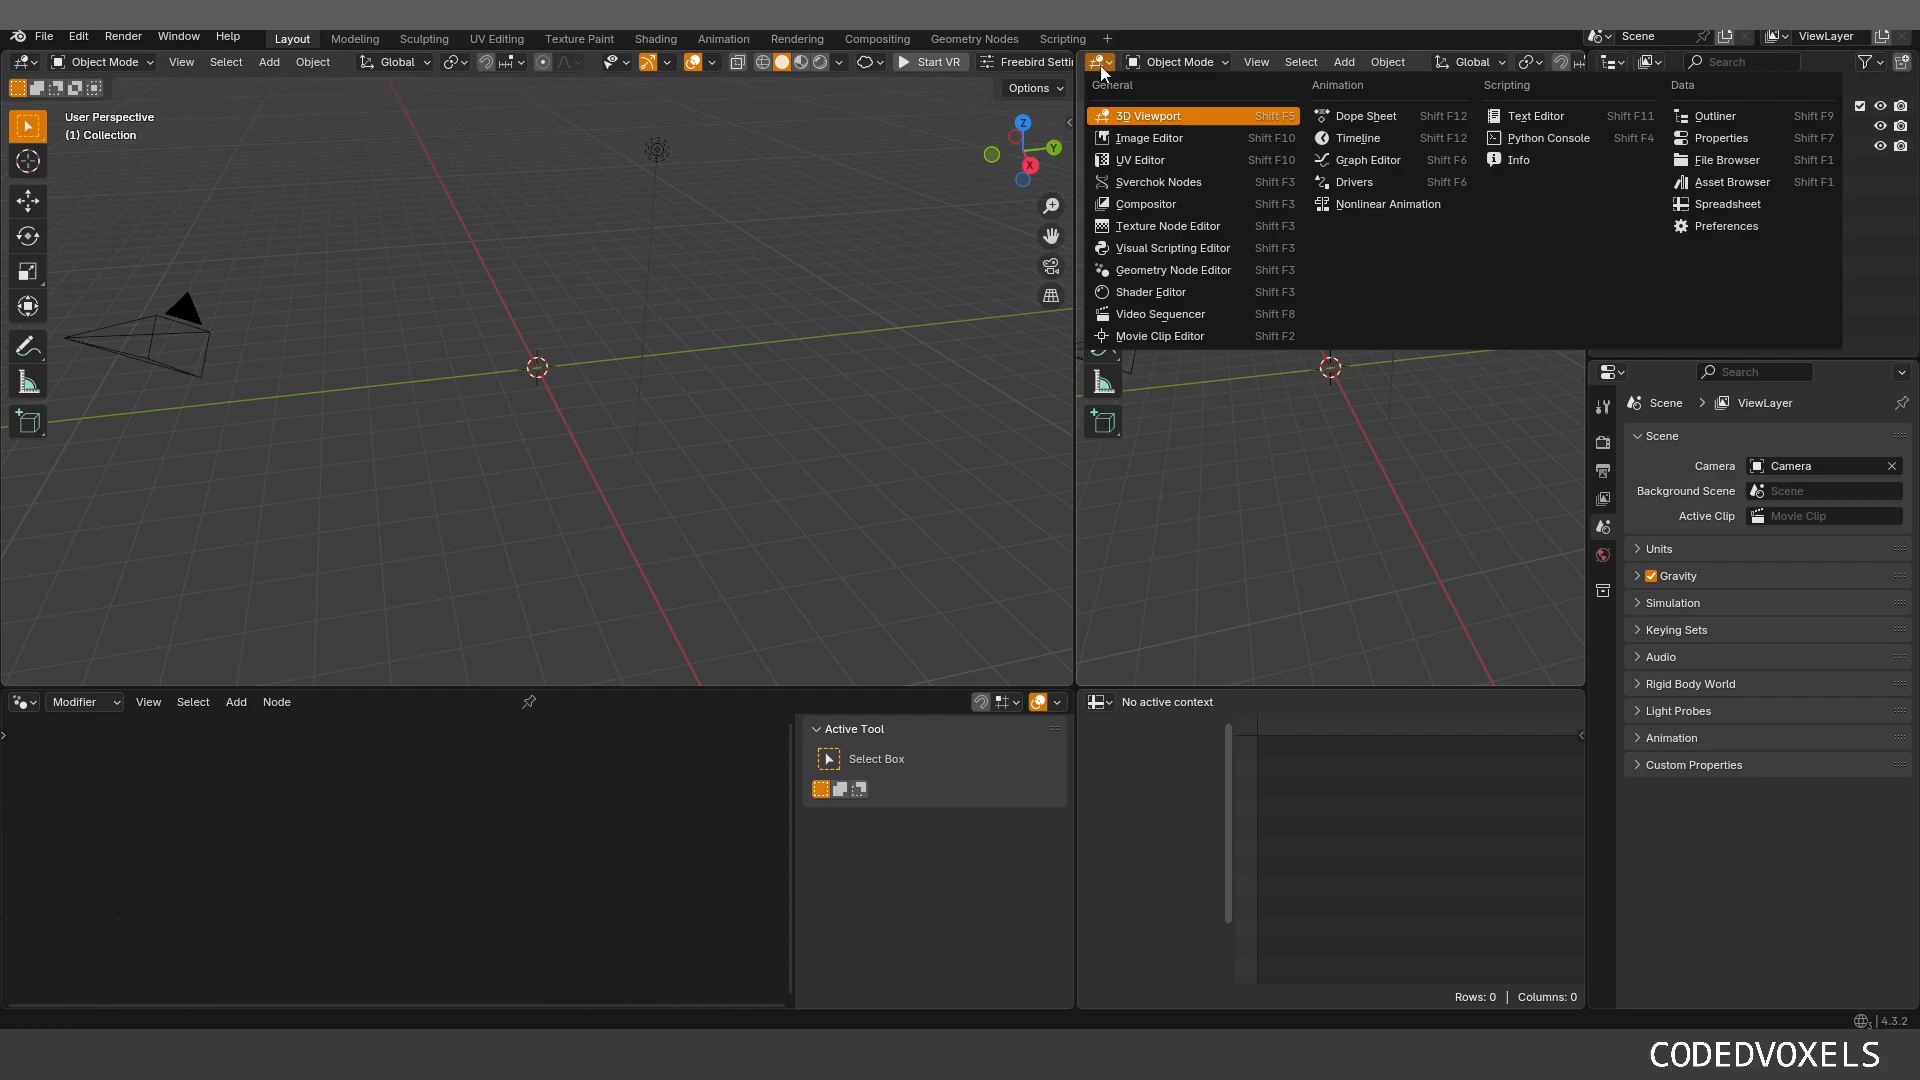 File Edit Render Window Help Layout Modeling Sculpting UV Editing Texture Paint Shading Animation Rendering Compositing Geometry Nodes Scripting + Scene ViewLayer
Object Mode View Select Add Object Global Start VR Freebird Setti Object Mode View Select Add Object Global Search
Options
User Perspective
(1) Collection
Z
Y
X
General
3D Viewport Shift F5
Image Editor Shift F10
UV Editor Shift F10
Sverchok Nodes Shift F3
Compositor Shift F3
Texture Node Editor Shift F3
Visual Scripting Editor Shift F3
Geometry Node Editor Shift F3
Shader Editor Shift F3
Video Sequencer Shift F8
Movie Clip Editor Shift F2
Animation
Dope Sheet Shift F12
Timeline Shift F12
Graph Editor Shift F6
Drivers Shift F6
Nonlinear Animation
Scripting
Text Editor Shift F11
Python Console Shift F4
Info
Data
Outliner Shift F9
Properties Shift F7
File Browser Shift F1
Asset Browser Shift F1
Spreadsheet
Preferences
Search
Scene > ViewLayer
Scene
Camera Camera
Background Scene Scene
Active Clip Movie Clip
Units
Gravity
Simulation
Keying Sets
Audio
Rigid Body World
Light Probes
Animation
Custom Properties
Modifier View Select Add Node
Active Tool
Select Box
No active context
Rows: 0 | Columns: 0
3 | 4.3.2
CODEDVOXELS